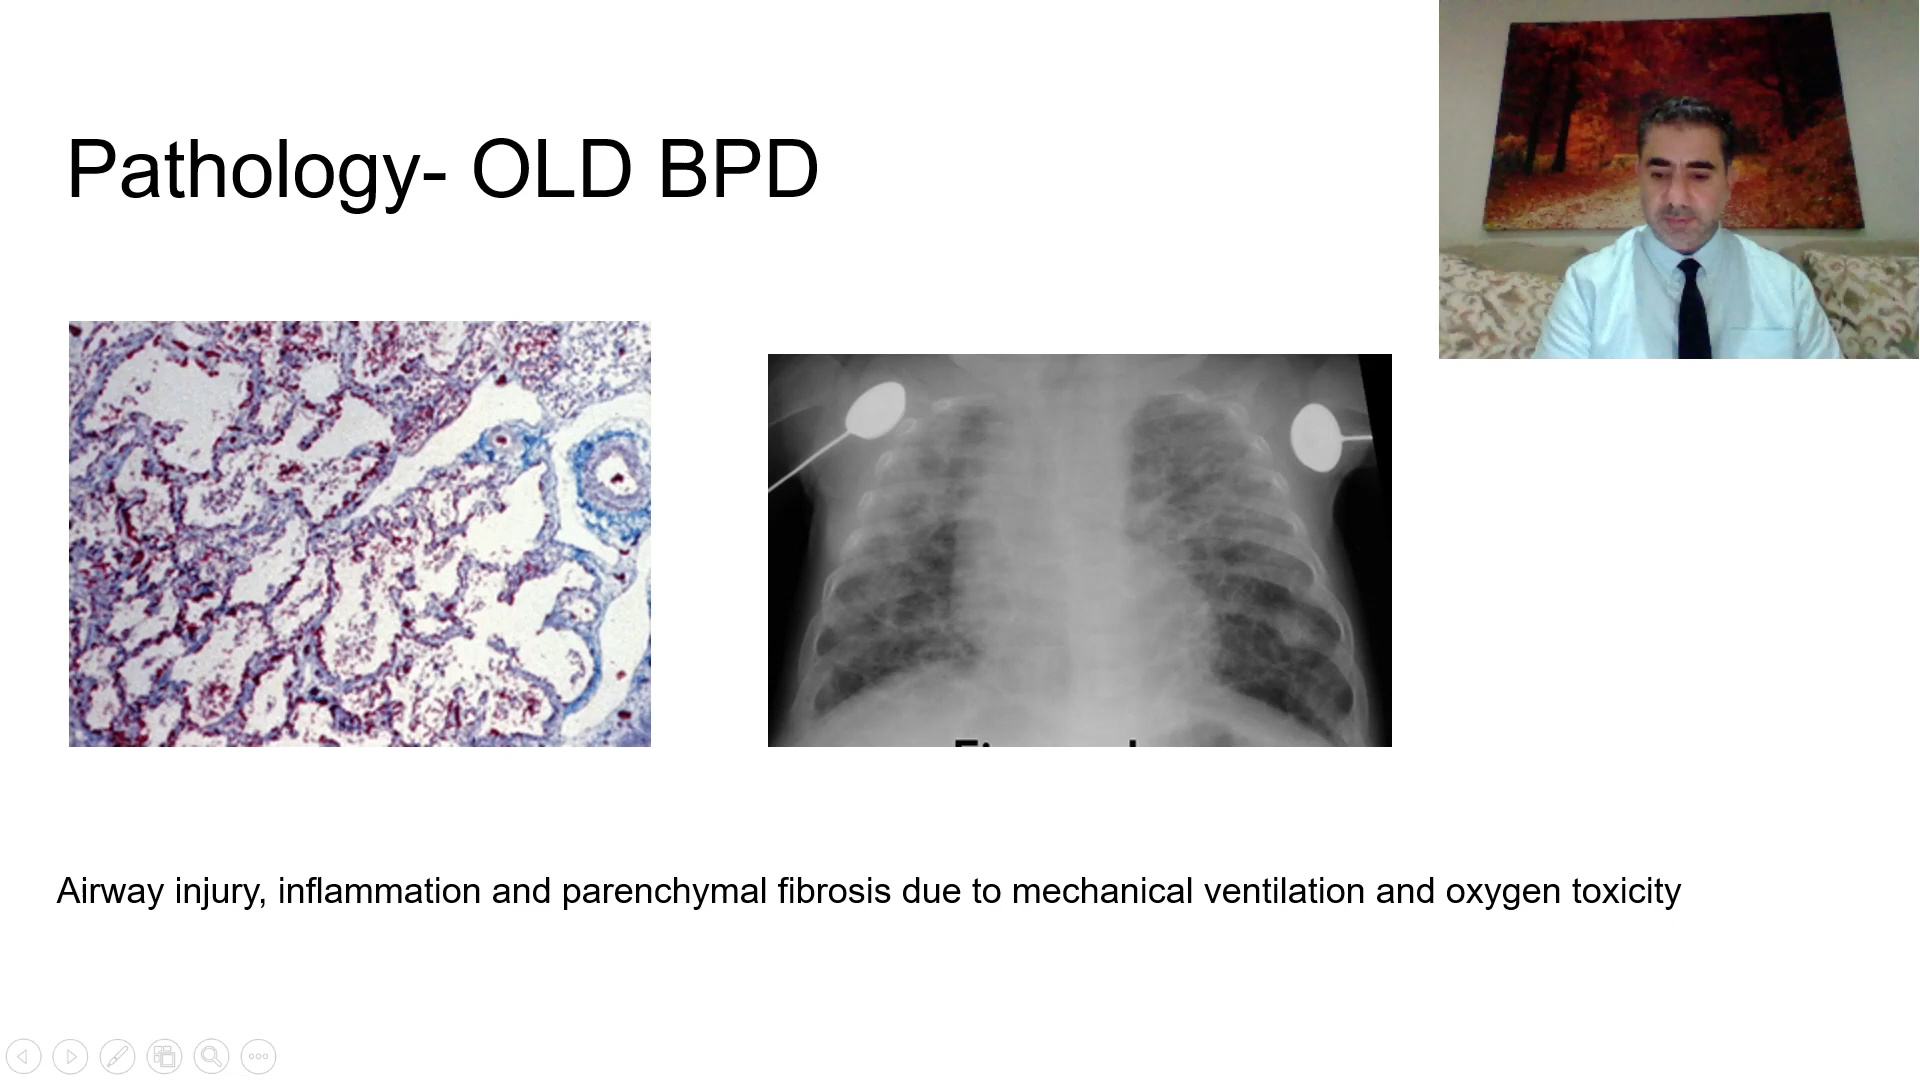 Pathology- OLD BPD
Airway injury, inflammation and parenchymal fibrosis due to mechanical ventilation and oxygen toxicity